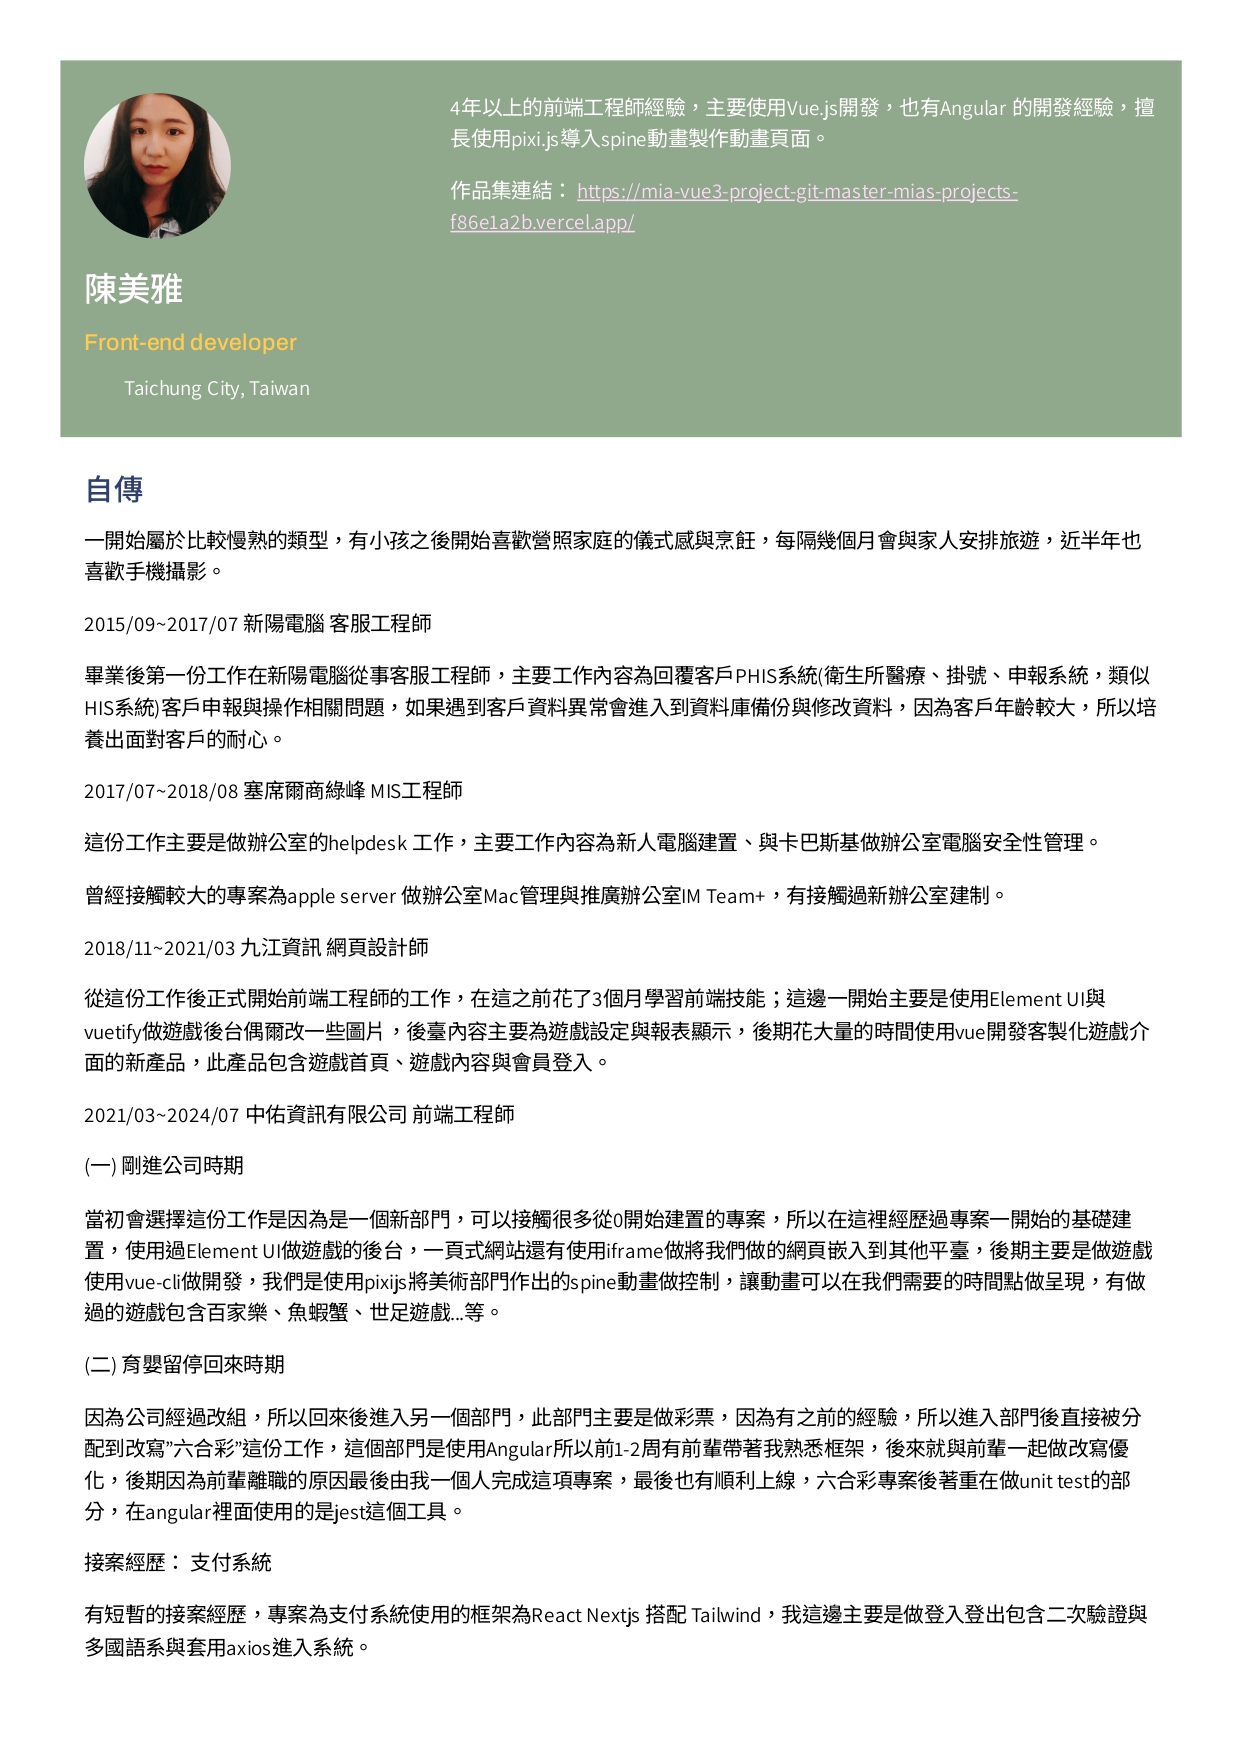 4年以上的前端工程師經驗，主要使用Vue.js開發，也有Angular 的開發經驗，擅
長使用pixi.js導入spine動畫製作動畫頁面。
作品集連結： https://mia-vue3-project-git-master-mias-projects-
f86e1a2b.vercel.app/
陳美雅
Front-end developer
Taichung City, Taiwan
自傳
一開始屬於比較慢熟的類型，有小孩之後開始喜歡營照家庭的儀式感與烹飪，每隔幾個月會與家人安排旅遊，近半年也
喜歡手機攝影。
2015/09~2017/07 新陽電腦 客服工程師
畢業後第一份工作在新陽電腦從事客服工程師，主要工作內容為回覆客戶PHIS系統(衛生所醫療、掛號、申報系統，類似
HIS系統)客戶申報與操作相關問題，如果遇到客戶資料異常會進入到資料庫備份與修改資料，因為客戶年齡較大，所以培
養出面對客戶的耐心。
2017/07~2018/08 塞席爾商綠峰 MIS工程師
這份工作主要是做辦公室的helpdesk 工作，主要工作內容為新人電腦建置、與卡巴斯基做辦公室電腦安全性管理。
曾經接觸較大的專案為apple server 做辦公室Mac管理與推廣辦公室IM Team+，有接觸過新辦公室建制。
2018/11~2021/03 九江資訊 網頁設計師
從這份工作後正式開始前端工程師的工作，在這之前花了3個月學習前端技能；這邊一開始主要是使用Element UI與
vuetify做遊戲後台偶爾改一些圖片，後臺內容主要為遊戲設定與報表顯示，後期花大量的時間使用vue開發客製化遊戲介
面的新產品，此產品包含遊戲首頁、遊戲內容與會員登入。
2021/03~2024/07 中佑資訊有限公司 前端工程師
(一) 剛進公司時期
當初會選擇這份工作是因為是一個新部門，可以接觸很多從0開始建置的專案，所以在這裡經歷過專案一開始的基礎建
置，使用過Element UI做遊戲的後台，一頁式網站還有使用iframe做將我們做的網頁嵌入到其他平臺，後期主要是做遊戲
使用vue-cli做開發，我們是使用pixijs將美術部門作出的spine動畫做控制，讓動畫可以在我們需要的時間點做呈現，有做
過的遊戲包含百家樂、魚蝦蟹、世足遊戲...等。
(二) 育嬰留停回來時期
因為公司經過改組，所以回來後進入另一個部門，此部門主要是做彩票，因為有之前的經驗，所以進入部門後直接被分
配到改寫”六合彩”這份工作，這個部門是使用Angular所以前1-2周有前輩帶著我熟悉框架，後來就與前輩一起做改寫優
化，後期因為前輩離職的原因最後由我一個人完成這項專案，最後也有順利上線，六合彩專案後著重在做unit test的部
分，在angular裡面使用的是jest這個工具。
接案經歷： 支付系統
有短暫的接案經歷，專案為支付系統使用的框架為React Nextjs 搭配 Tailwind，我這邊主要是做登入登出包含二次驗證與
多國語系與套用axios進入系統。